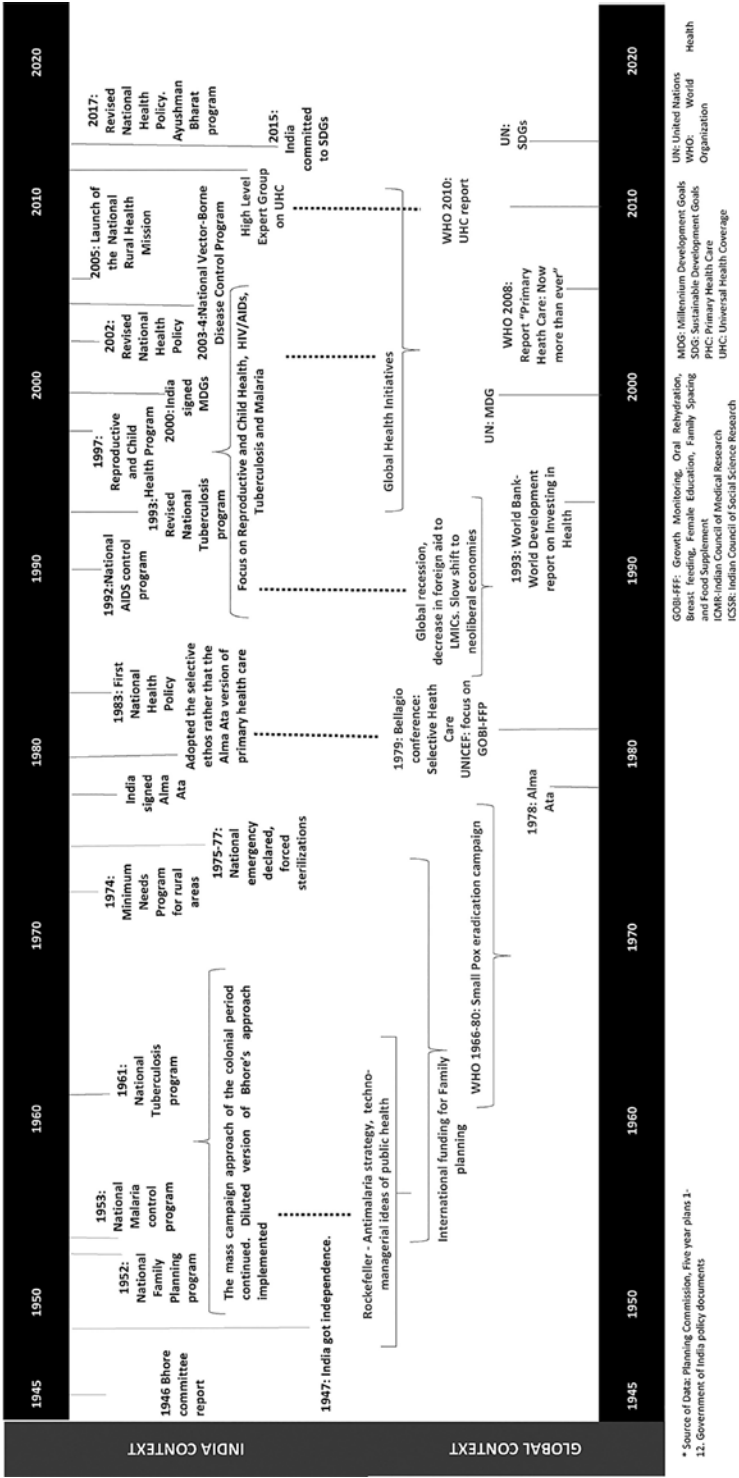 INDIA CONTEXT
1945
1950
1960
1970
1980
1990
2000
2010
2020
1946 Bhore
committee
report
1947: India got independence.
1952:
National
Family
Planning
program
1953:
National
Malaria
control
program
1961:
National
Tuberculosis
program
The mass campaign approach of the colonial period
continued. Diluted version of Bhore's approach
implemented
1974:
Minimum
Needs
Program
for rural
areas
1975-77:
National
emergency
declared,
forced
sterilizations
India
signed
Alma
Ata
1983: First
National
Health
Policy
Adopted the selective
ethos rather that the
Alma Ata version of
primary health care
1992:National
AIDS control
program
1993:
Revised
National
Tuberculosis
program
1997:
Reproductive
and Child
Health Program
2000:India
signed
MDGs
2002:
Revised
National
Health
Policy
2003-4:National Vector-Borne
Disease Control Program
Focus on Reproductive and Child Health, HIV/AIDs,
Tuberculosis and Malaria
2005: Launch of
the National
Rural Health
Mission
High Level
Expert Group
on UHC
2015:
India
committed
to SDGs
2017:
Revised
National
Health
Policy.
Ayushman
Bharat
program
GLOBAL CONTEXT
Rockefeller - Antimalaria strategy, techno-
managerial ideas of public health
International funding for Family
planning
WHO 1966-80: Small Pox eradication campaign
1978: Alma
Ata
1979: Bellagio
conference:
Selective Heath
Care
UNICEF: focus on
GOBI-FFP
Global recession,
decrease in foreign aid to
LMICs. Slow shift to
neoliberal economies
1993: World Bank-
World Development
report on Investing in
Health
Global Health Initiatives
UN: MDG
WHO 2008:
Report "Primary
Heath Care: Now
more than ever"
WHO 2010:
UHC report
UN:
SDGs
1945
1950
1960
1970
1980
1990
2000
2010
2020
* Source of Data: Planning Commission, Five year plans 1-
12. Government of India policy documents
GOBI-FFF: Growth Monitoring, Oral Rehydration,
Breast feeding, Female Education, Family Spacing
and Food Supplement
ICMR-Indian Council of Medical Research
ICSSR: Indian Council of Social Science Research
MDG: Millennium Development Goals
SDG: Sustainable Development Goals
PHC: Primary Health Care
UHC: Universal Health Coverage
UN: United Nations
WHO: World Health
Organization